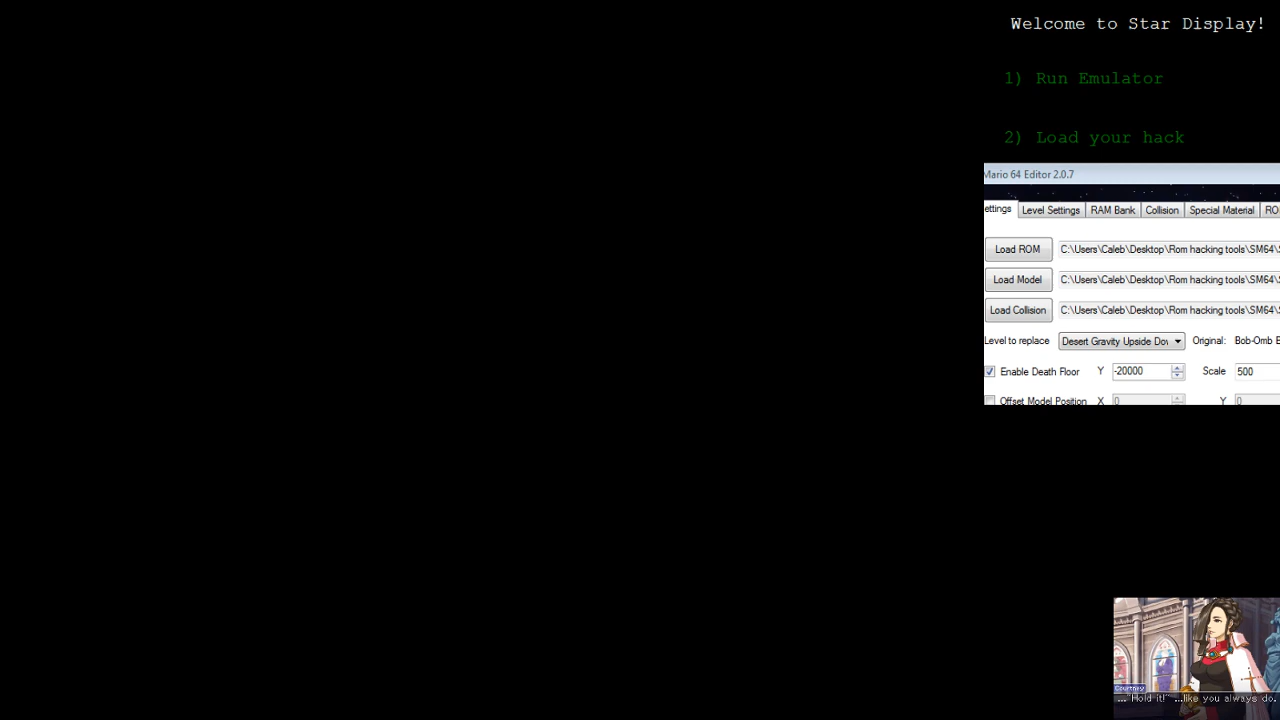 Welcome to Star Display!
1) Run Emulator
2) Load your hack
Mario 64 Editor 2.0.7
ettings Level Settings RAM Bank Collision Special Material RO
Load ROM C:\Users\Caleb\Desktop\Rom hacking tools\SM64\
Load Model C:\Users\Caleb\Desktop\Rom hacking tools\SM64\
Load Collision C:\Users\Caleb\Desktop\Rom hacking tools\SM64\
Level to replace Desert Gravity Upside Dov Original: Bob-Omb B
Enable Death Floor Y -20000 Scale 500
Offset Model Position X 0 Y 0
Courtney
..."Hold it!" ...like you always do.